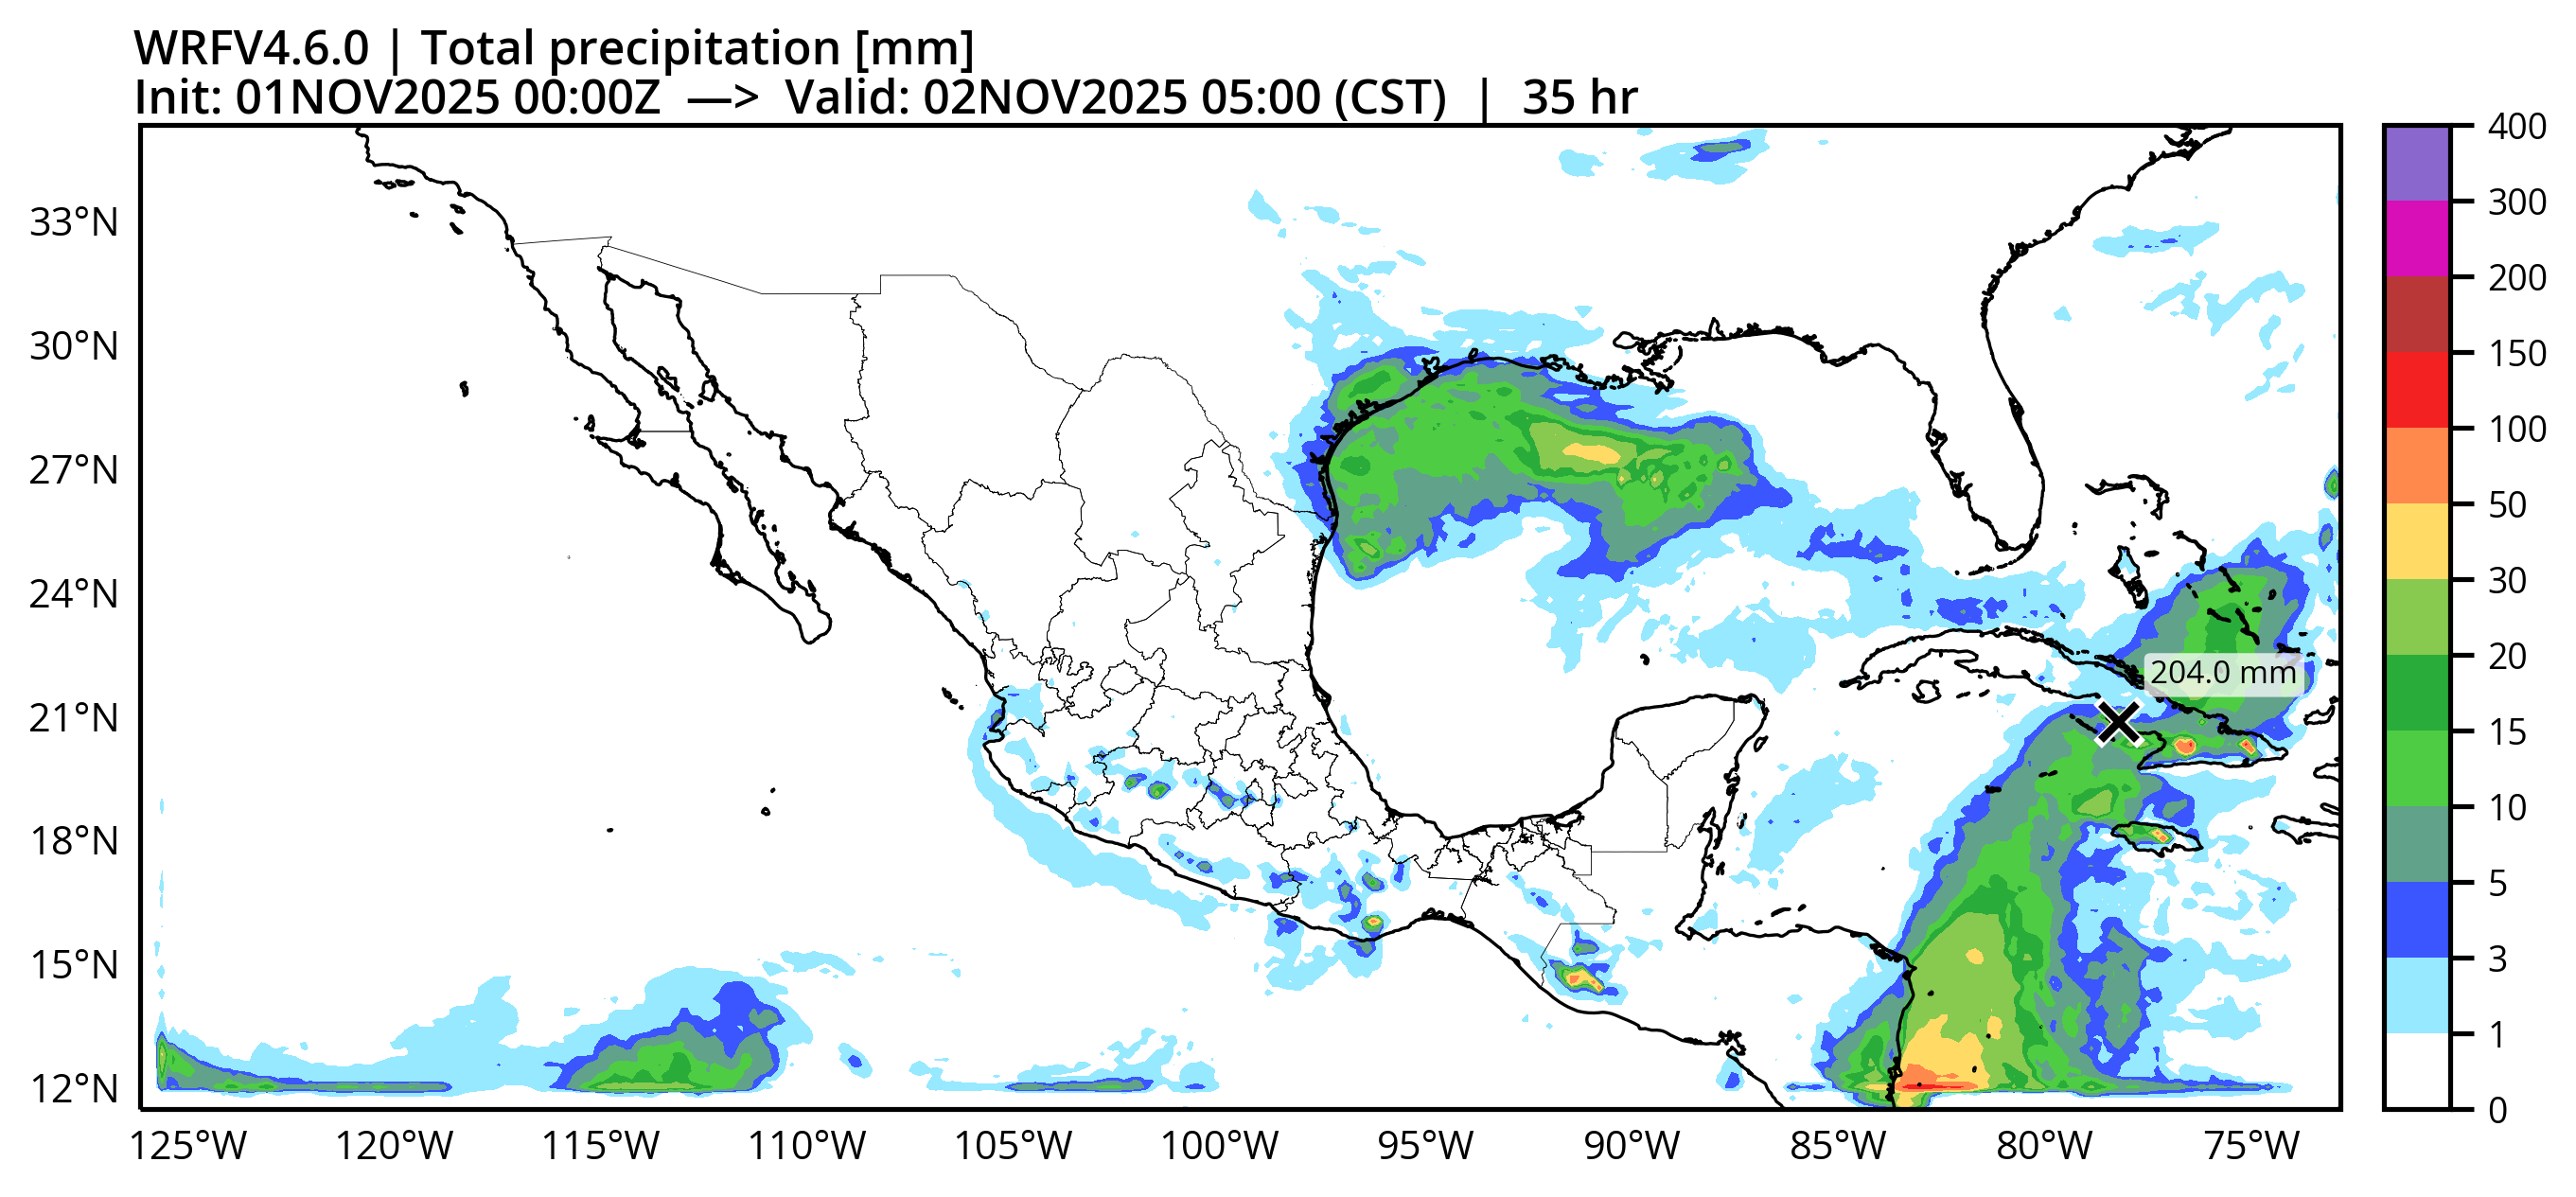 WRFV4.6.0 | Total precipitation [mm]
Init: 01NOV2025 00:00Z —> Valid: 02NOV2025 05:00 (CST) | 35 hr
33°N
30°N
27°N
24°N
21°N
18°N
15°N
12°N
125°W 120°W 115°W 110°W 105°W 100°W 95°W 90°W 85°W 80°W 75°W
204.0 mm
400
300
200
150
100
50
30
20
15
10
5
3
1
0